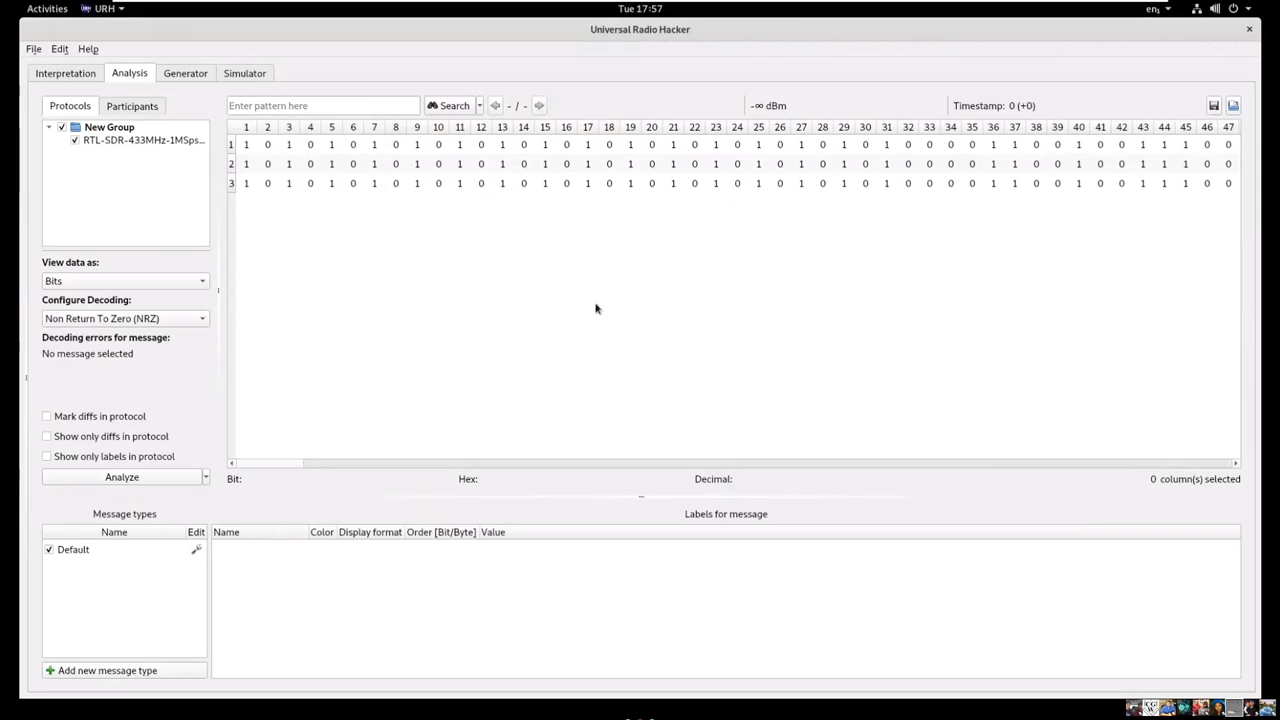 Activities URH Tue 17:57 en₁
Universal Radio Hacker ×
File Edit Help
Interpretation Analysis Generator Simulator
Protocols Participants Enter pattern here Search - / - -∞ dBm Timestamp: 0 (+0)
New Group
RTL-SDR-433MHz-1MSps...
1 2 3 4 5 6 7 8 9 10 11 12 13 14 15 16 17 18 19 20 21 22 23 24 25 26 27 28 29 30 31 32 33 34 35 36 37 38 39 40 41 42 43 44 45 46 47
1 1 0 1 0 1 0 1 0 1 0 1 0 1 0 1 0 1 0 1 0 1 0 1 0 1 0 1 0 1 0 1 0 0 0 0 1 1 0 0 1 0 0 1 1 1 0 0
2 1 0 1 0 1 0 1 0 1 0 1 0 1 0 1 0 1 0 1 0 1 0 1 0 1 0 1 0 1 0 1 0 0 0 0 1 1 0 0 1 0 0 1 1 1 0 0
3 1 0 1 0 1 0 1 0 1 0 1 0 1 0 1 0 1 0 1 0 1 0 1 0 1 0 1 0 1 0 1 0 0 0 0 1 1 0 0 1 0 0 1 1 1 0 0
View data as:
Bits
Configure Decoding:
Non Return To Zero (NRZ)
Decoding errors for message:
No message selected
Mark diffs in protocol
Show only diffs in protocol
Show only labels in protocol
Analyze
Bit: Hex: Decimal: 0 column(s) selected
Message types
Name Edit
Default
Add new message type
Labels for message
Name Color Display format Order [Bit/Byte] Value